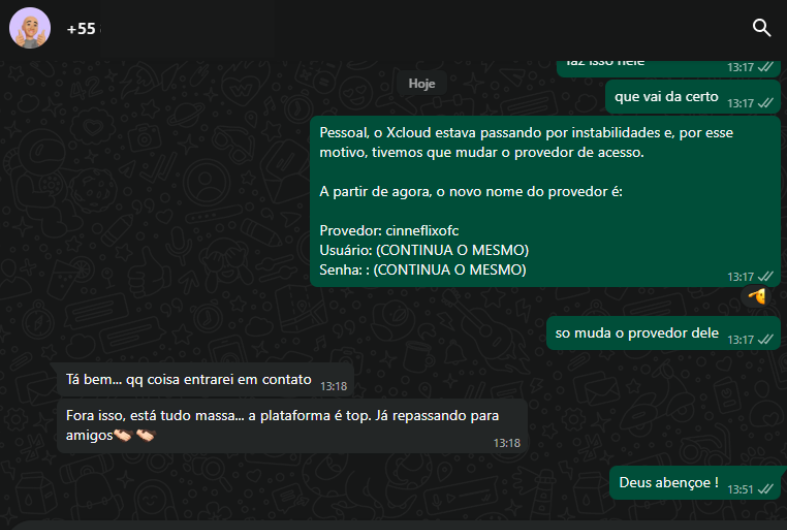 +55
faz isso nele
13:17
Hoje
que vai da certo 13:17
Pessoal, o Xcloud estava passando por instabilidades e, por esse
motivo, tivemos que mudar o provedor de acesso.
A partir de agora, o novo nome do provedor é:
Provedor: cinneflixofc
Usuário: (CONTINUA O MESMO)
Senha: : (CONTINUA O MESMO)
13:17
so muda o provedor dele 13:17
Tá bem... qq coisa entrarei em contato 13:18
Fora isso, está tudo massa... a plataforma é top. Já repassando para
amigos
13:18
Deus abençoe ! 13:51